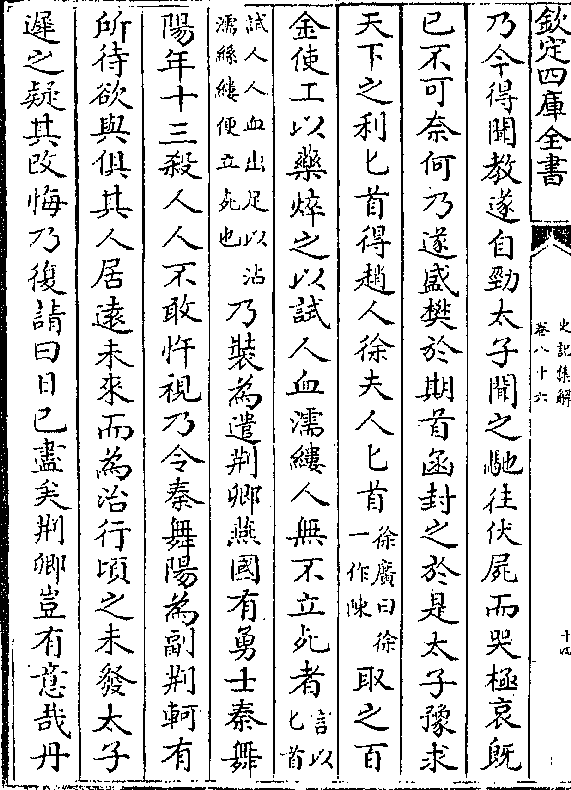 欽定四庫全書
史記集解
卷八十六
十四
乃今得聞教遂自勁太子聞之馳往伏屍而哭極哀旣
已不可奈何乃遂盛樊於期首函封之於是太子豫求
天下之利匕首得趙人徐夫人匕首徐廣曰徐一作陳取之百
金使工以藥焠之以試人血濡縷人無不立死者言以匕首
試人人血出足以沾濡絲縷便立死也乃裝為遣荆卿燕國有勇士秦舞
陽年十三殺人人不敢忤視乃令秦舞陽為副荆軻有
所待欲與俱其人居遠未來而為治行頃之未發太子
遲之疑其改悔乃復請曰日已盡矣荆卿豈有意哉丹